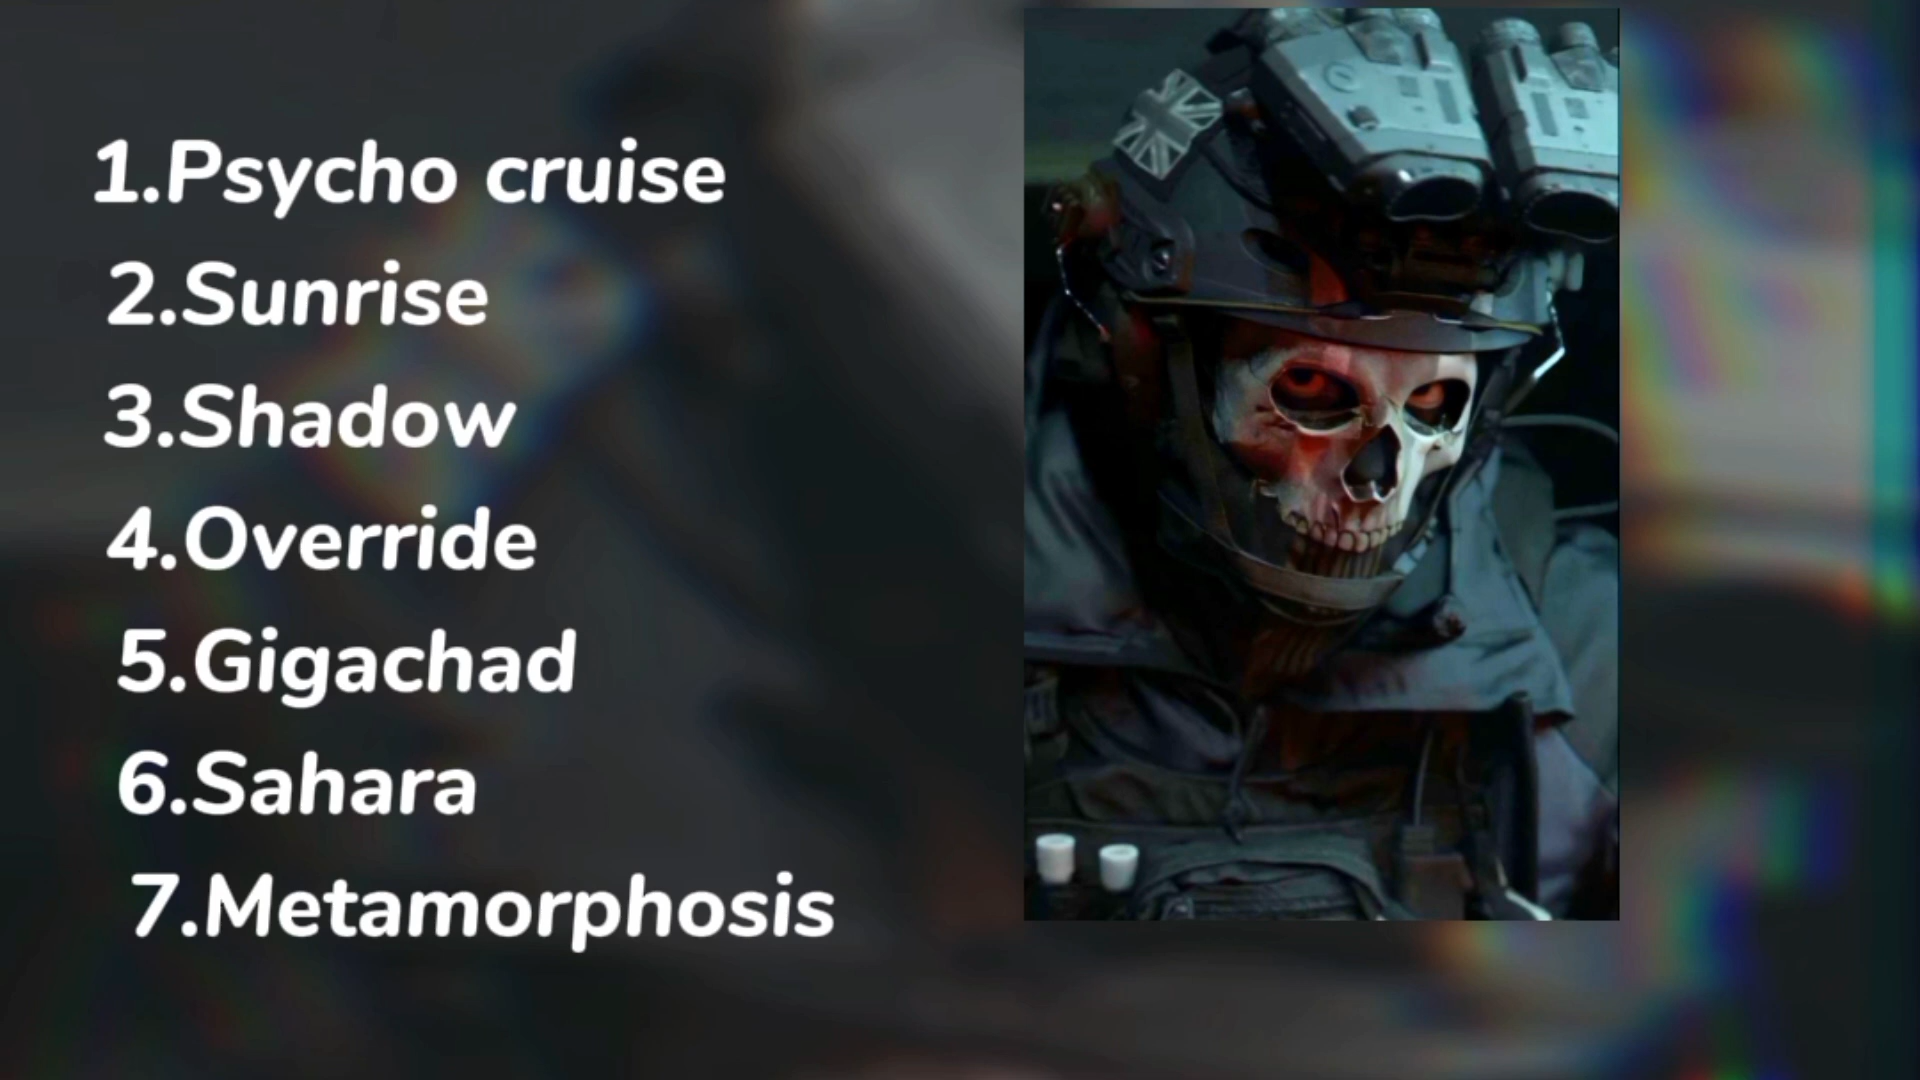 1.Psycho cruise
2.Sunrise
3.Shadow
4.Override
5.Gigachad
6.Sahara
7.Metamorphosis